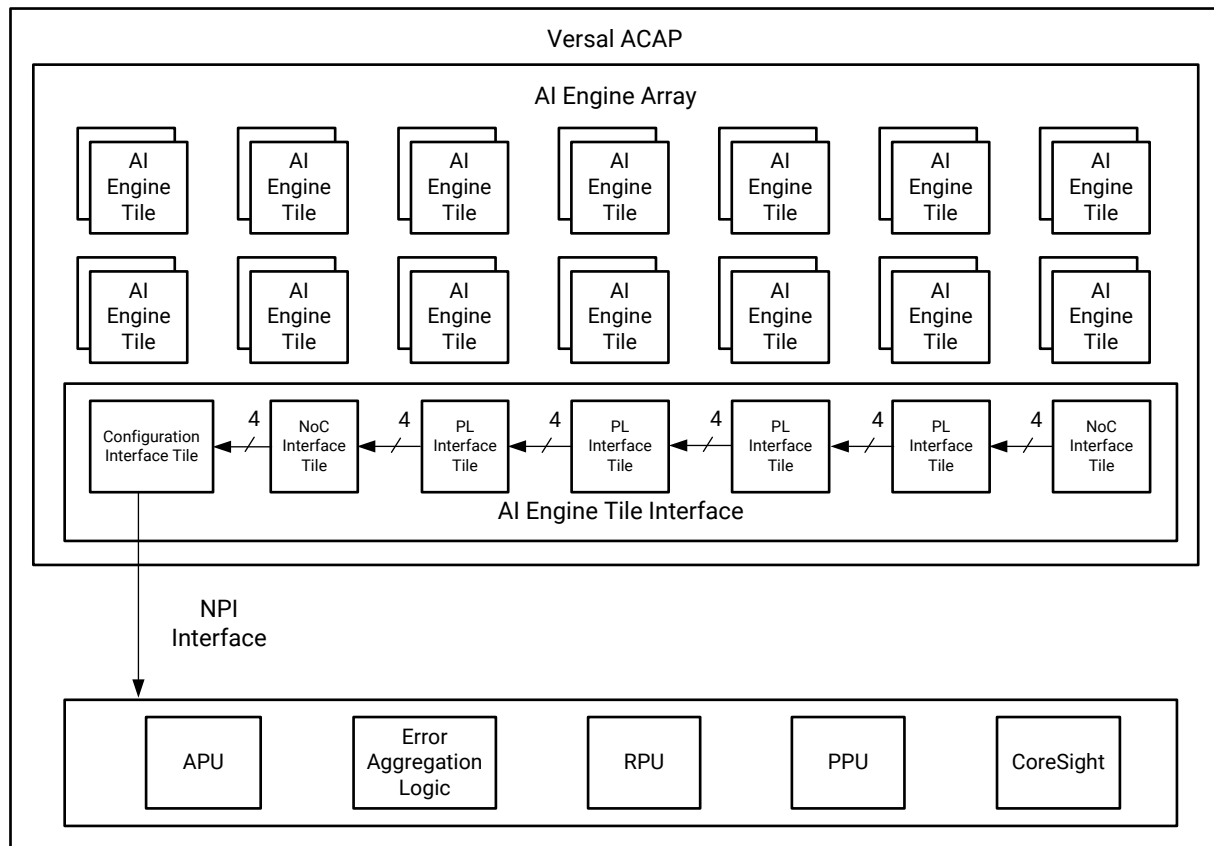 Versal ACAP
AI Engine Array
AI
Engine
Tile
AI
Engine
Tile
AI
Engine
Tile
AI
Engine
Tile
AI
Engine
Tile
AI
Engine
Tile
AI
Engine
Tile
AI
Engine
Tile
AI
Engine
Tile
AI
Engine
Tile
AI
Engine
Tile
AI
Engine
Tile
AI
Engine
Tile
AI
Engine
Tile
Configuration
Interface Tile
4
NoC
Interface
Tile
4
PL
Interface
Tile
4
PL
Interface
Tile
4
PL
Interface
Tile
4
PL
Interface
Tile
4
NoC
Interface
Tile
AI Engine Tile Interface
NPI
Interface
APU
Error
Aggregation
Logic
RPU
PPU
CoreSight